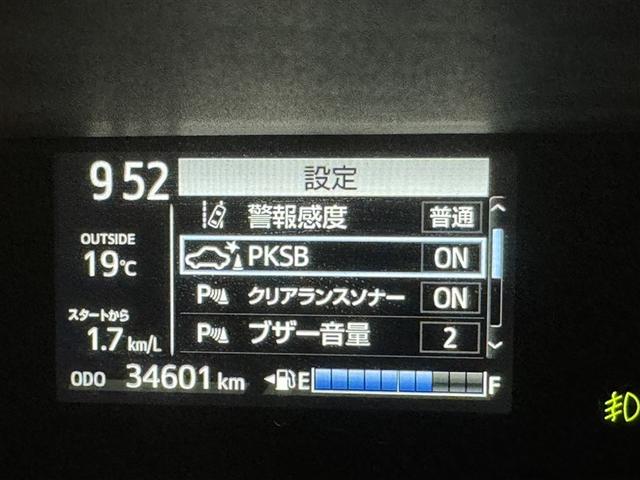 9 52
設定
警報感度 普通
OUTSIDE
19℃
PKSB ON
P クリアランスソナー ON
スタートから
1.7 km/L
P ブザー音量 2
ODO 34601 km E F